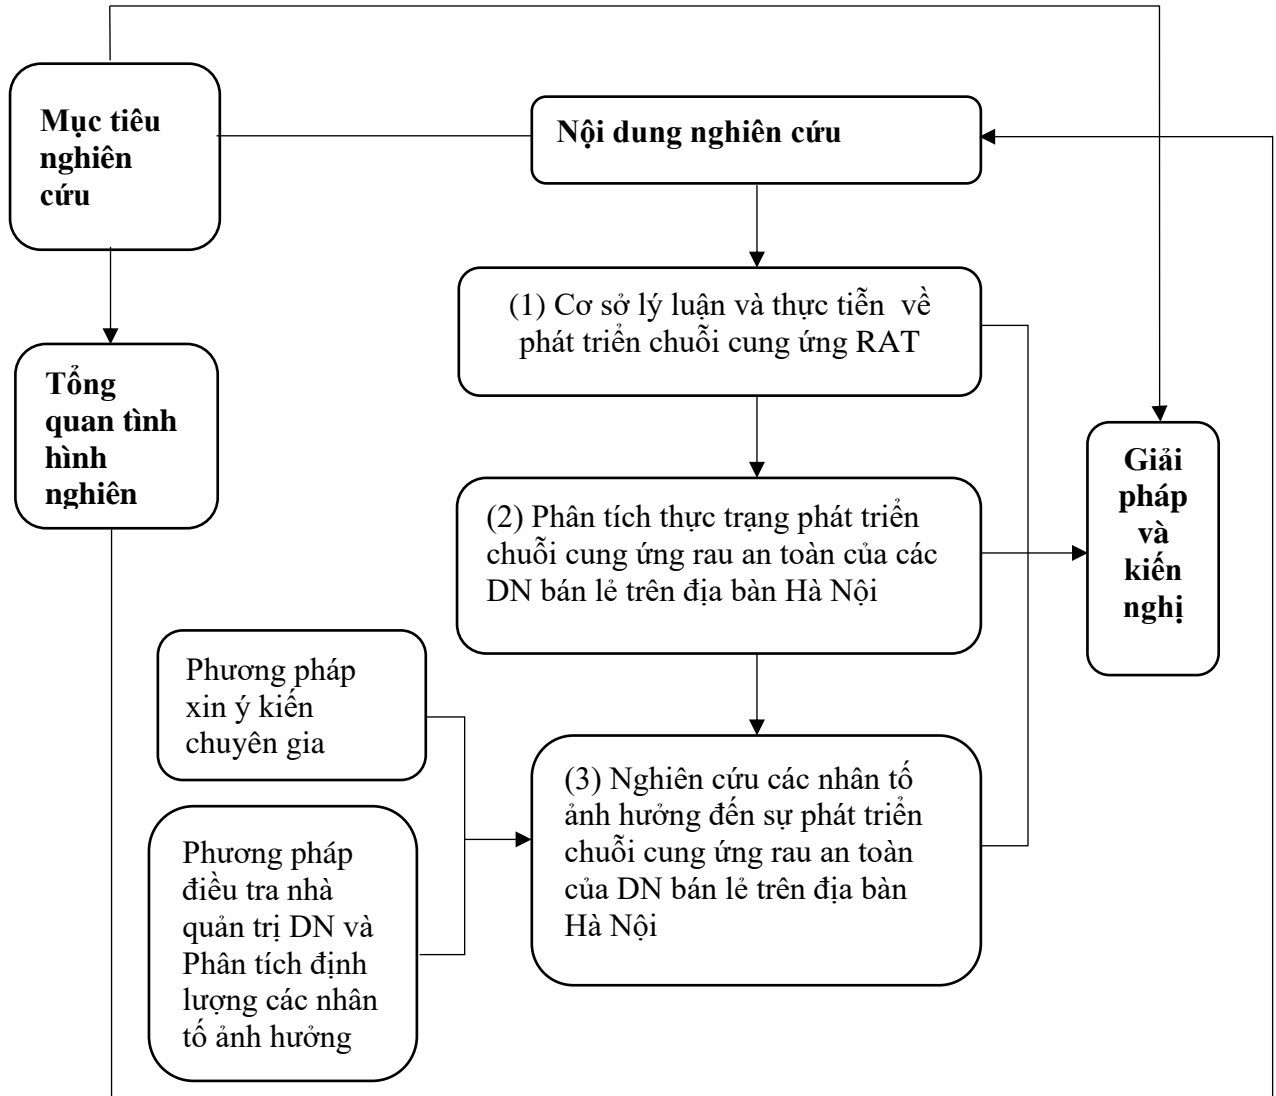 Mục tiêu
nghiên
cứu
Nội dung nghiên cứu
(1) Cơ sở lý luận và thực tiễn về
phát triển chuỗi cung ứng RAT
Tổng
quan tình
hình
nghiên
Giải
pháp
và
kiến
nghị
(2) Phân tích thực trạng phát triển
chuỗi cung ứng rau an toàn của các
DN bán lẻ trên địa bàn Hà Nội
Phương pháp
xin ý kiến
chuyên gia
(3) Nghiên cứu các nhân tố
ảnh hưởng đến sự phát triển
chuỗi cung ứng rau an toàn
của DN bán lẻ trên địa bàn
Hà Nội
Phương pháp
điều tra nhà
quản trị DN và
Phân tích định
lượng các nhân
tố ảnh hưởng